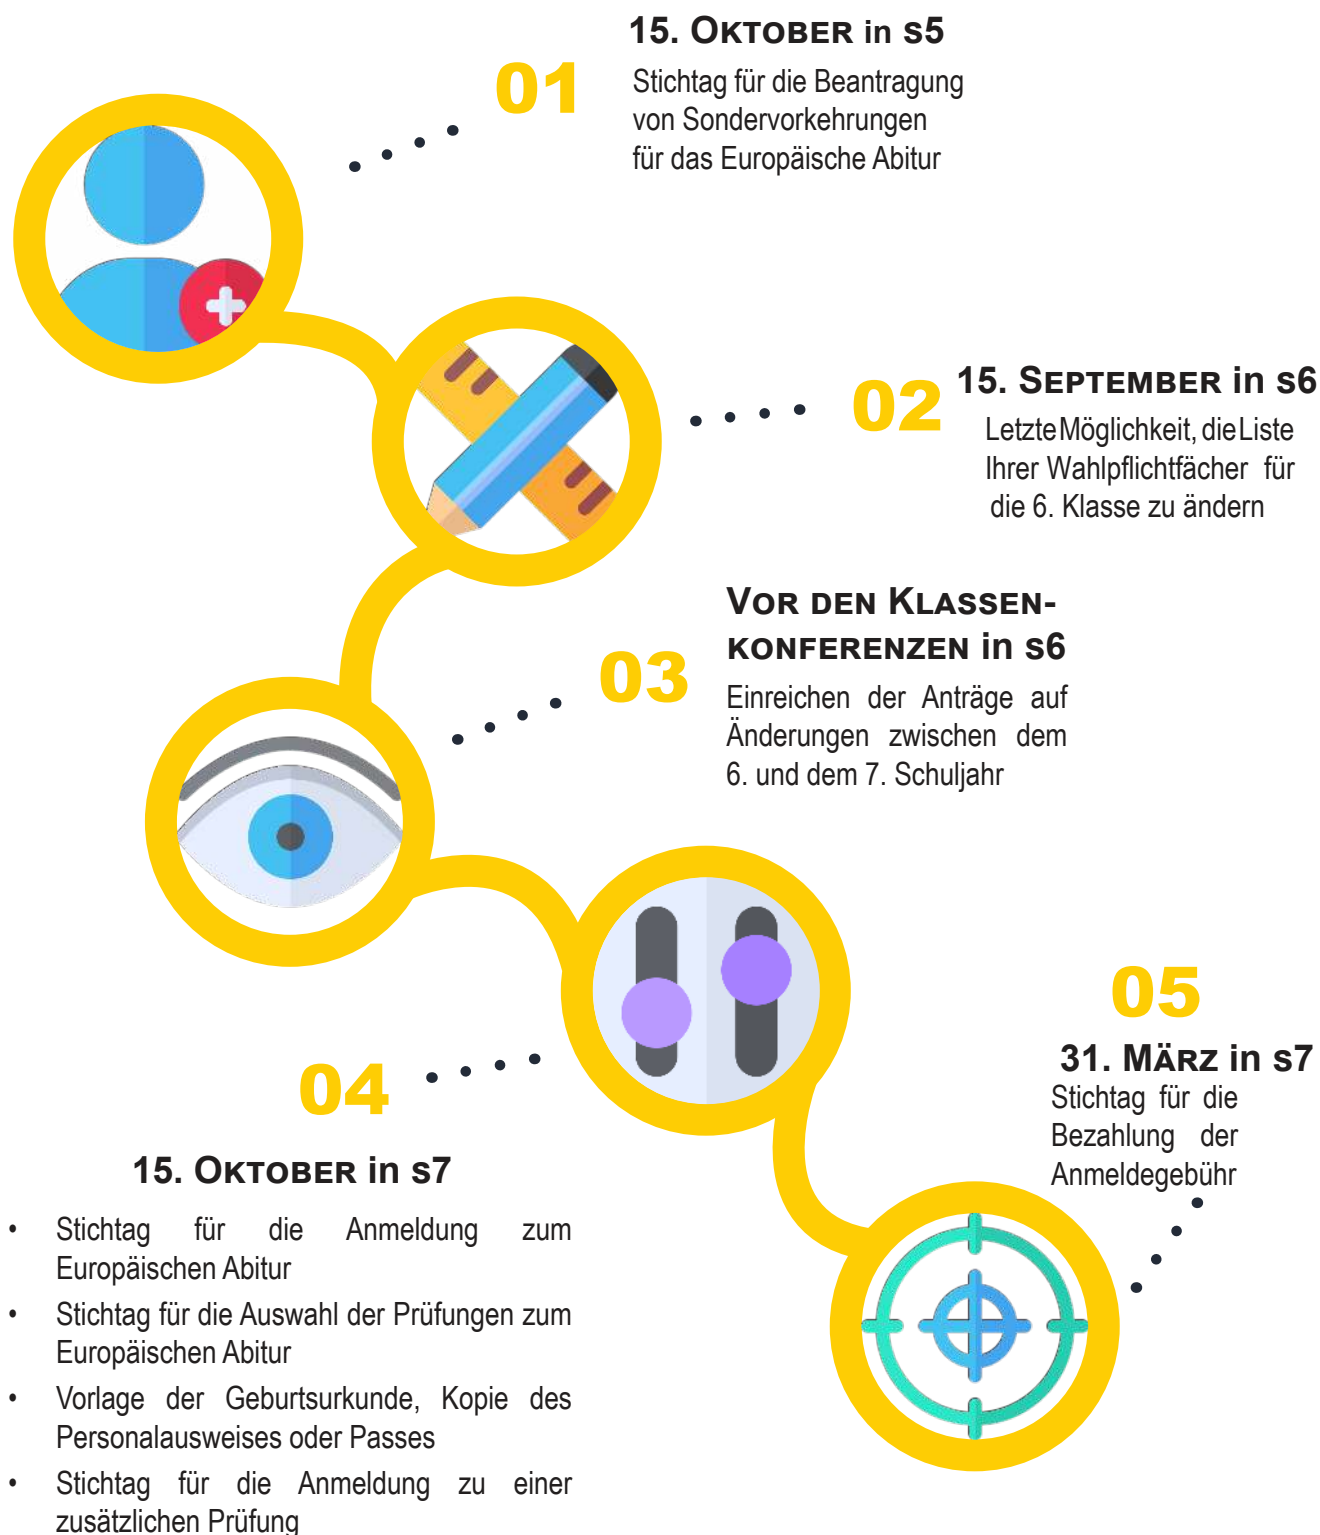 01
15. Oktober in s5
Stichtag für die Beantragung
von Sondervorkehrungen
für das Europäische Abitur
02
15. September in s6
Letzte Möglichkeit, die Liste
Ihrer Wahlpflichtfächer für
die 6. Klasse zu ändern
03
Vor den Klassen-
konferenzen in s6
Einreichen der Anträge auf
Änderungen zwischen dem
6. und dem 7. Schuljahr
04
15. Oktober in s7
• Stichtag für die Anmeldung zum
Europäischen Abitur
• Stichtag für die Auswahl der Prüfungen zum
Europäischen Abitur
• Vorlage der Geburtsurkunde, Kopie des
Personalausweises oder Passes
• Stichtag für die Anmeldung zu einer
zusätzlichen Prüfung
05
31. März in s7
Stichtag für die
Bezahlung der
Anmeldegebühr